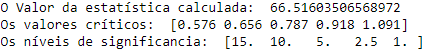 O Valor da estatística calculada:  66.51603506568972
Os valores críticos:  [0.576 0.656 0.787 0.918 1.091]
Os níveis de significancia:  [15.  10.   5.   2.5  1. ]